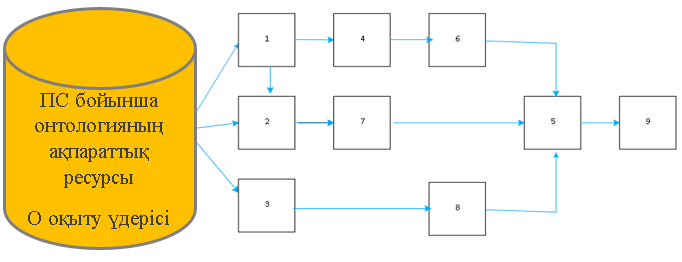 ПС бойынша
онтологияның
ақпараттық
ресурсы
О оқыту үдерісі
1
4
6
2
7
5
9
3
8